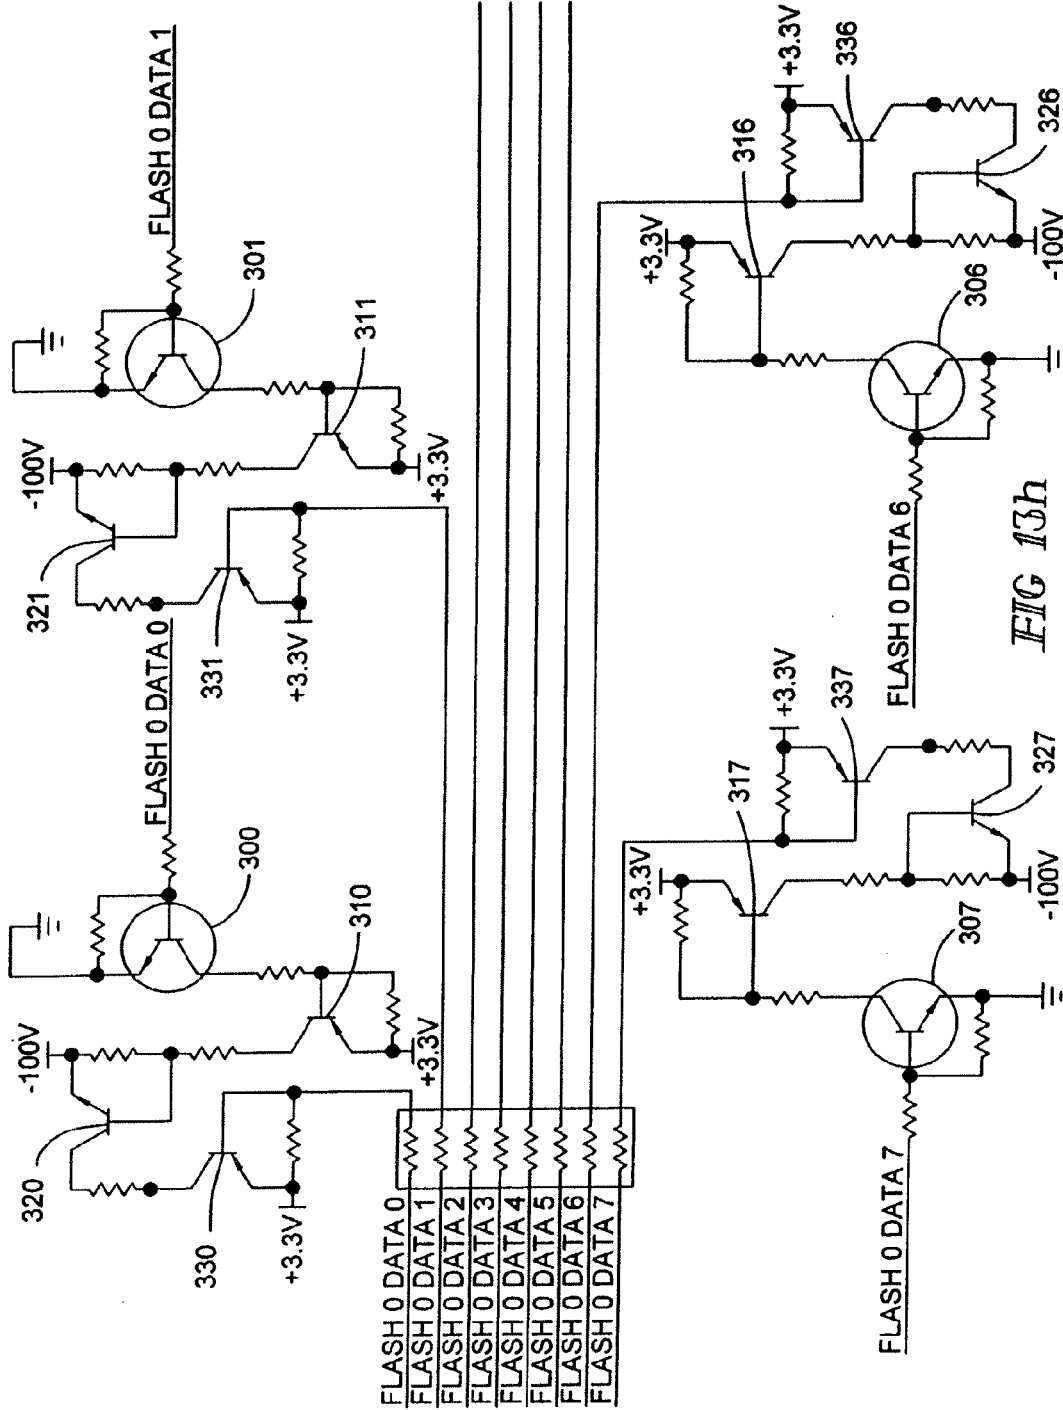 FLASH 0 DATA 1
301
311
-100V
+3.3V
321
331
+3.3V
FLASH 0 DATA 0
300
310
-100V
+3.3V
320
330
+3.3V
FLASH 0 DATA 0
FLASH 0 DATA 1
FLASH 0 DATA 2
FLASH 0 DATA 3
FLASH 0 DATA 4
FLASH 0 DATA 5
FLASH 0 DATA 6
FLASH 0 DATA 7
+3.3V
336
316
+3.3V
326
-100V
306
FLASH 0 DATA 6
+3.3V
337
317
+3.3V
327
-100V
307
FLASH 0 DATA 7
FIG 13h